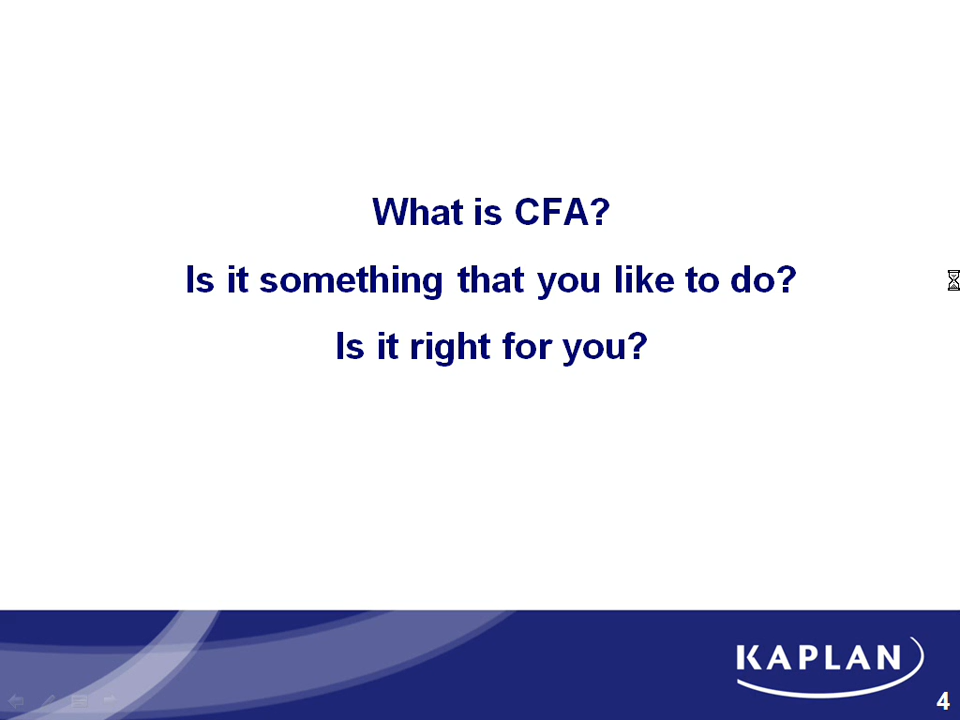 What is CFA?
Is it something that you like to do?
Is it right for you?
KAPLAN
4